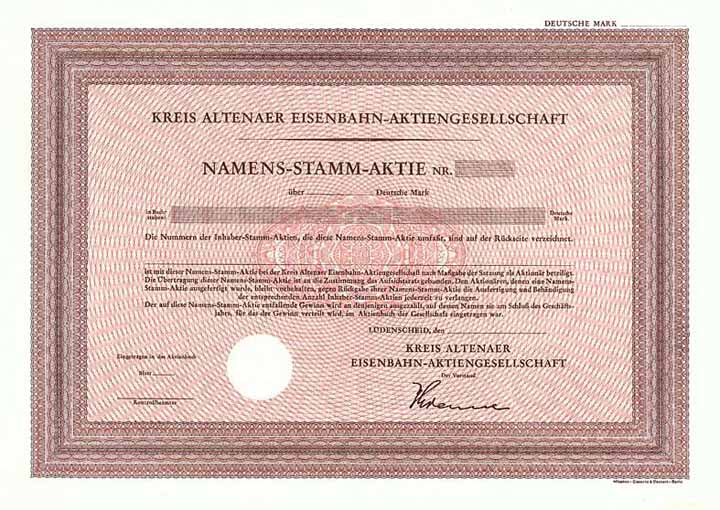 DEUTSCHE MARK
KREIS ALTENAER EISENBAHN-AKTIENGESELLSCHAFT
NAMENS-STAMM-AKTIE NR.
über Deutsche Mark
in Buch-
staben: Deutsche
Mark.
Die Nummern der Inhaber-Stamm-Aktien, die diese Namens-Stamm-Aktie umfaßt, sind auf der Rückseite verzeichnet.
ist mit dieser Namens-Stamm-Aktie bei der Kreis Altenaer Eisenbahn-Aktiengesellschaft nach Maßgabe der Satzung als Aktionär beteiligt.
Die Übertragung dieser Namens-Stamm-Aktie ist an die Zustimmung des Aufsichtsrats gebunden. Den Aktionären, denen eine Namens-
Stamm-Aktie ausgefertigt wurde, bleibt vorbehalten, gegen Rückgabe ihrer Namens-Stamm-Aktie die Ausfertigung und Behändigung
der entsprechenden Anzahl Inhaber-Stamm-Aktien jederzeit zu verlangen.
Der auf diese Namens-Stamm-Aktie entfallende Gewinn wird an denjenigen ausgezahlt, auf dessen Namen sie am Schluß des Geschäfts-
jahres, für das der Gewinn verteilt wird, im Aktienbuch der Gesellschaft eingetragen war.
LÜDENSCHEID, den
Eingetragen in das Aktienbuch
Blatt
Kontrollbeamter
KREIS ALTENAER
EISENBAHN-AKTIENGESELLSCHAFT
Der Vorstand